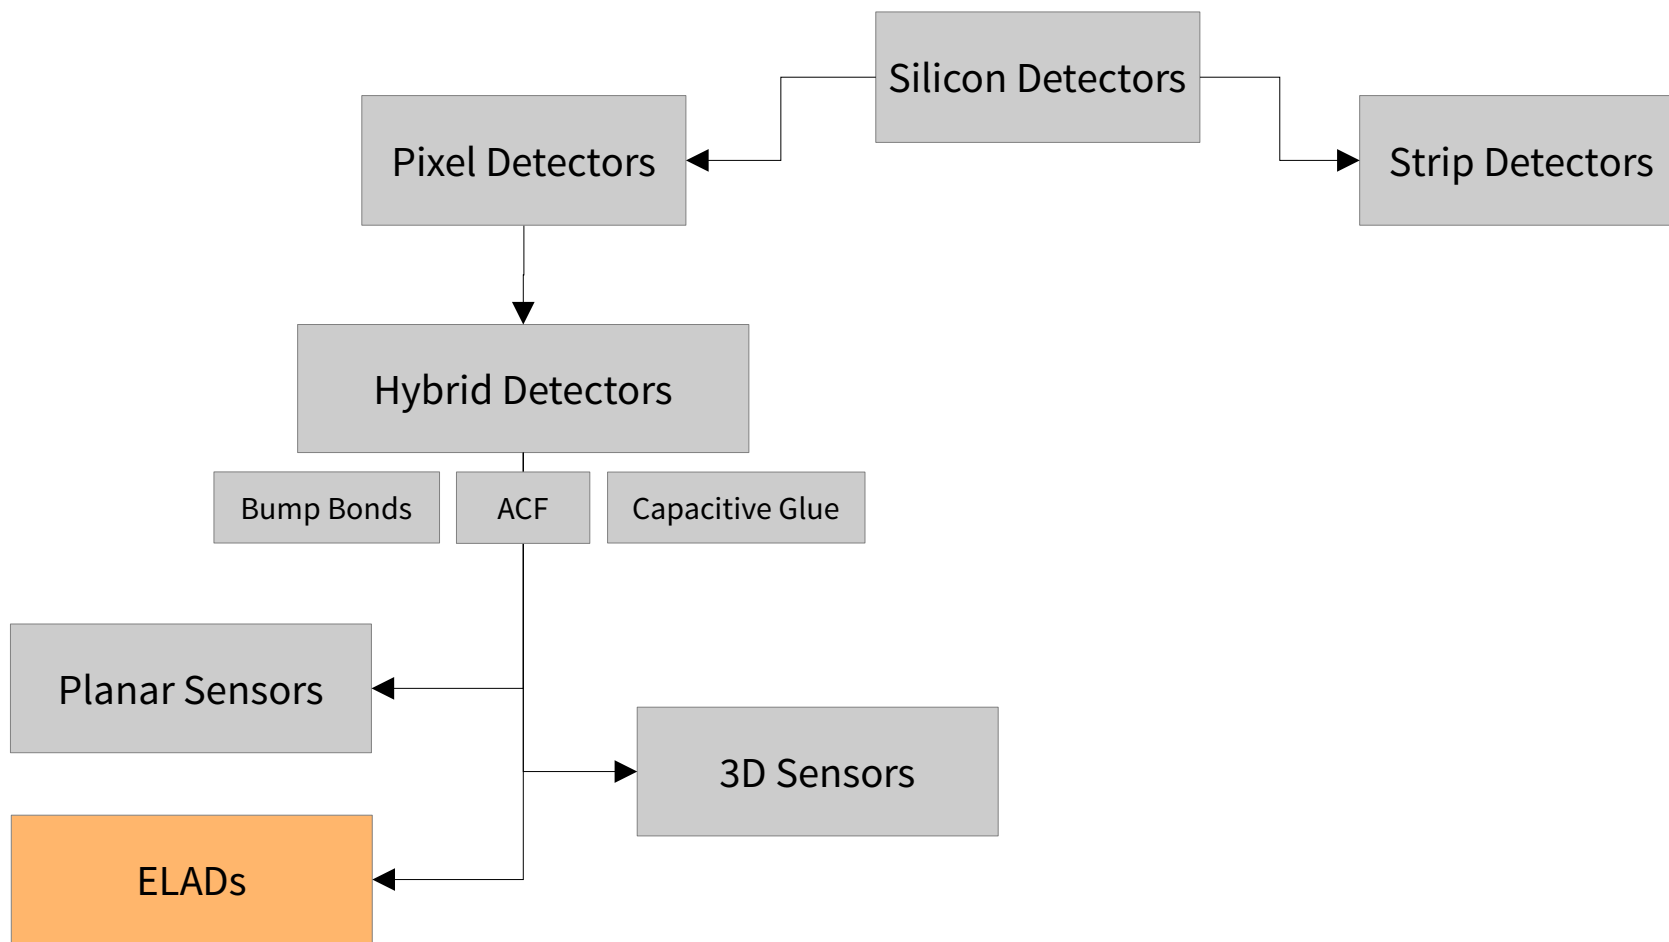 Silicon Detectors
Pixel Detectors
Strip Detectors
Hybrid Detectors
Bump Bonds
ACF
Capacitive Glue
Planar Sensors
3D Sensors
ELADs